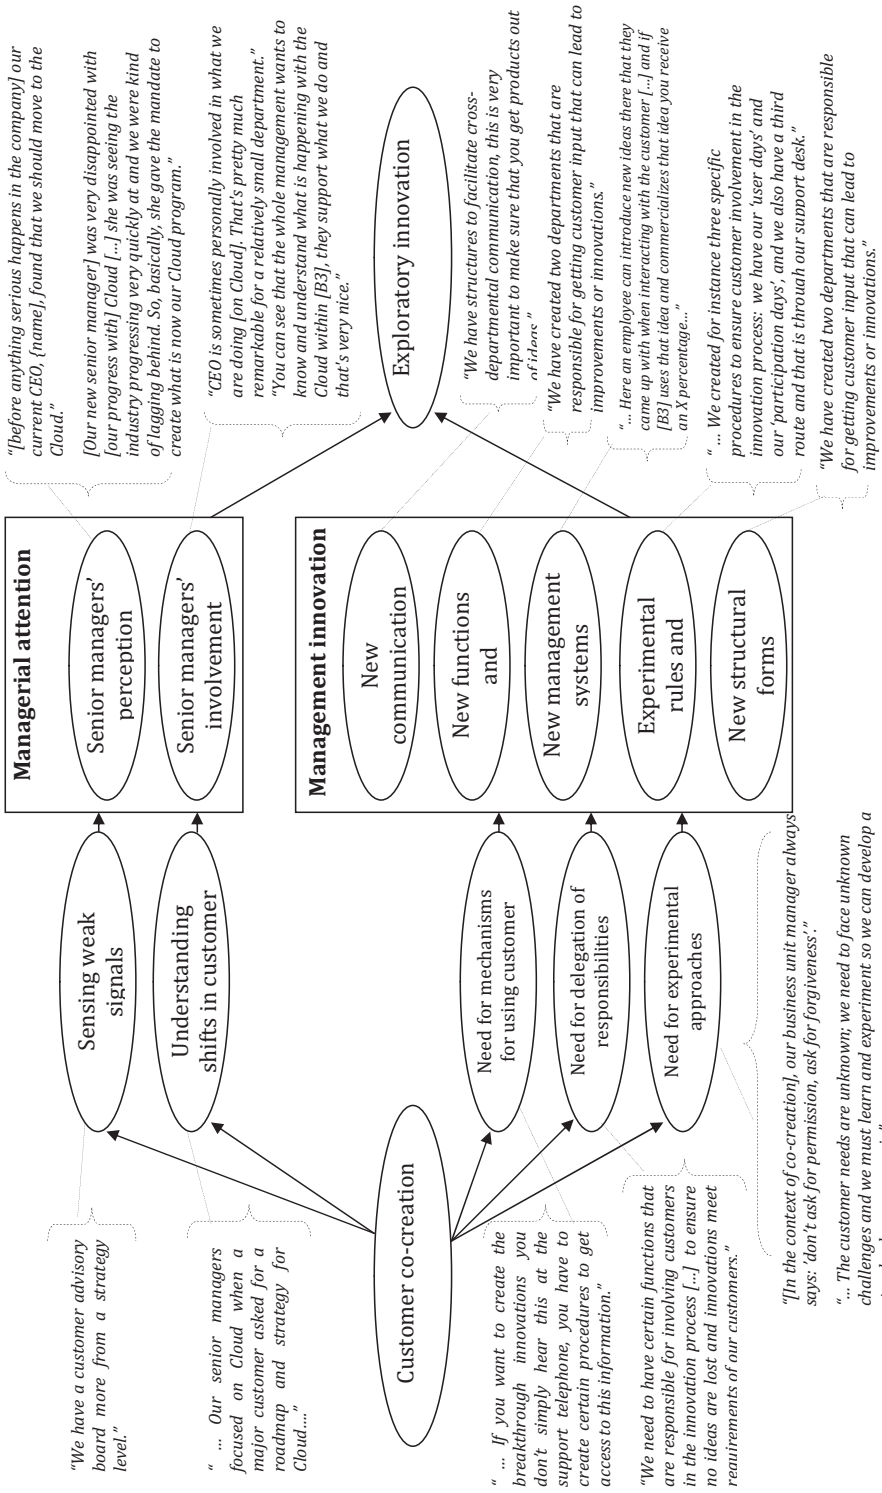 “We have a customer advisory
board more from a strategy
level.”
“ ... Our senior managers
focused on Cloud when a
major customer asked for a
roadmap and strategy for
Cloud....”
Customer co-creation
“ ... If you want to create the
breakthrough innovations you
don’t simply hear this at the
support telephone, you have to
create certain procedures to get
access to this information.”
“We need to have certain functions that
are responsible for involving customers
in the innovation process [...] to ensure
no ideas are lost and innovations meet
requirements of our customers.”
Sensing weak
signals
Understanding
shifts in customer
Need for mechanisms
for using customer
Need for delegation of
responsibilities
Need for experimental
approaches
“[In the context of co-creation], our business unit manager always
says: ‘don’t ask for permission, ask for forgiveness’.”
“ ... The customer needs are unknown; we need to face unknown
challenges and we must learn and experiment so we can develop a
Managerial attention
Senior managers’
perception
Senior managers’
involvement
Management innovation
New
communication
New functions
and
New management
systems
Experimental
rules and
New structural
forms
“[before anything serious happens in the company] our
current CEO, [name], found that we should move to the
Cloud.”
[Our new senior manager] was very disappointed with
[our progress with] Cloud [...] she was seeing the
industry progressing very quickly at and we were kind
of lagging behind. So, basically, she gave the mandate to
create what is now our Cloud program.”
“CEO is sometimes personally involved in what we
are doing [on Cloud]. That’s pretty much
remarkable for a relatively small department.”
“You can see that the whole management wants to
know and understand what is happening with the
Cloud within [B3], they support what we do and
that’s very nice.”
Exploratory innovation
“We have structures to facilitate cross-
departmental communication, this is very
important to make sure that you get products out
of ideas.”
“We have created two departments that are
responsible for getting customer input that can lead to
improvements or innovations.”
“... Here an employee can introduce new ideas there that they
came up with when interacting with the customer [...] and if
[B3] uses that idea and commercializes that idea you receive
an X percentage...”
“ ... We created for instance three specific
procedures to ensure customer involvement in the
innovation process: we have our ‘user days’ and
our ‘participation days’, and we also have a third
route and that is through our support desk.”
“We have created two departments that are responsible
for getting customer input that can lead to
improvements or innovations.”